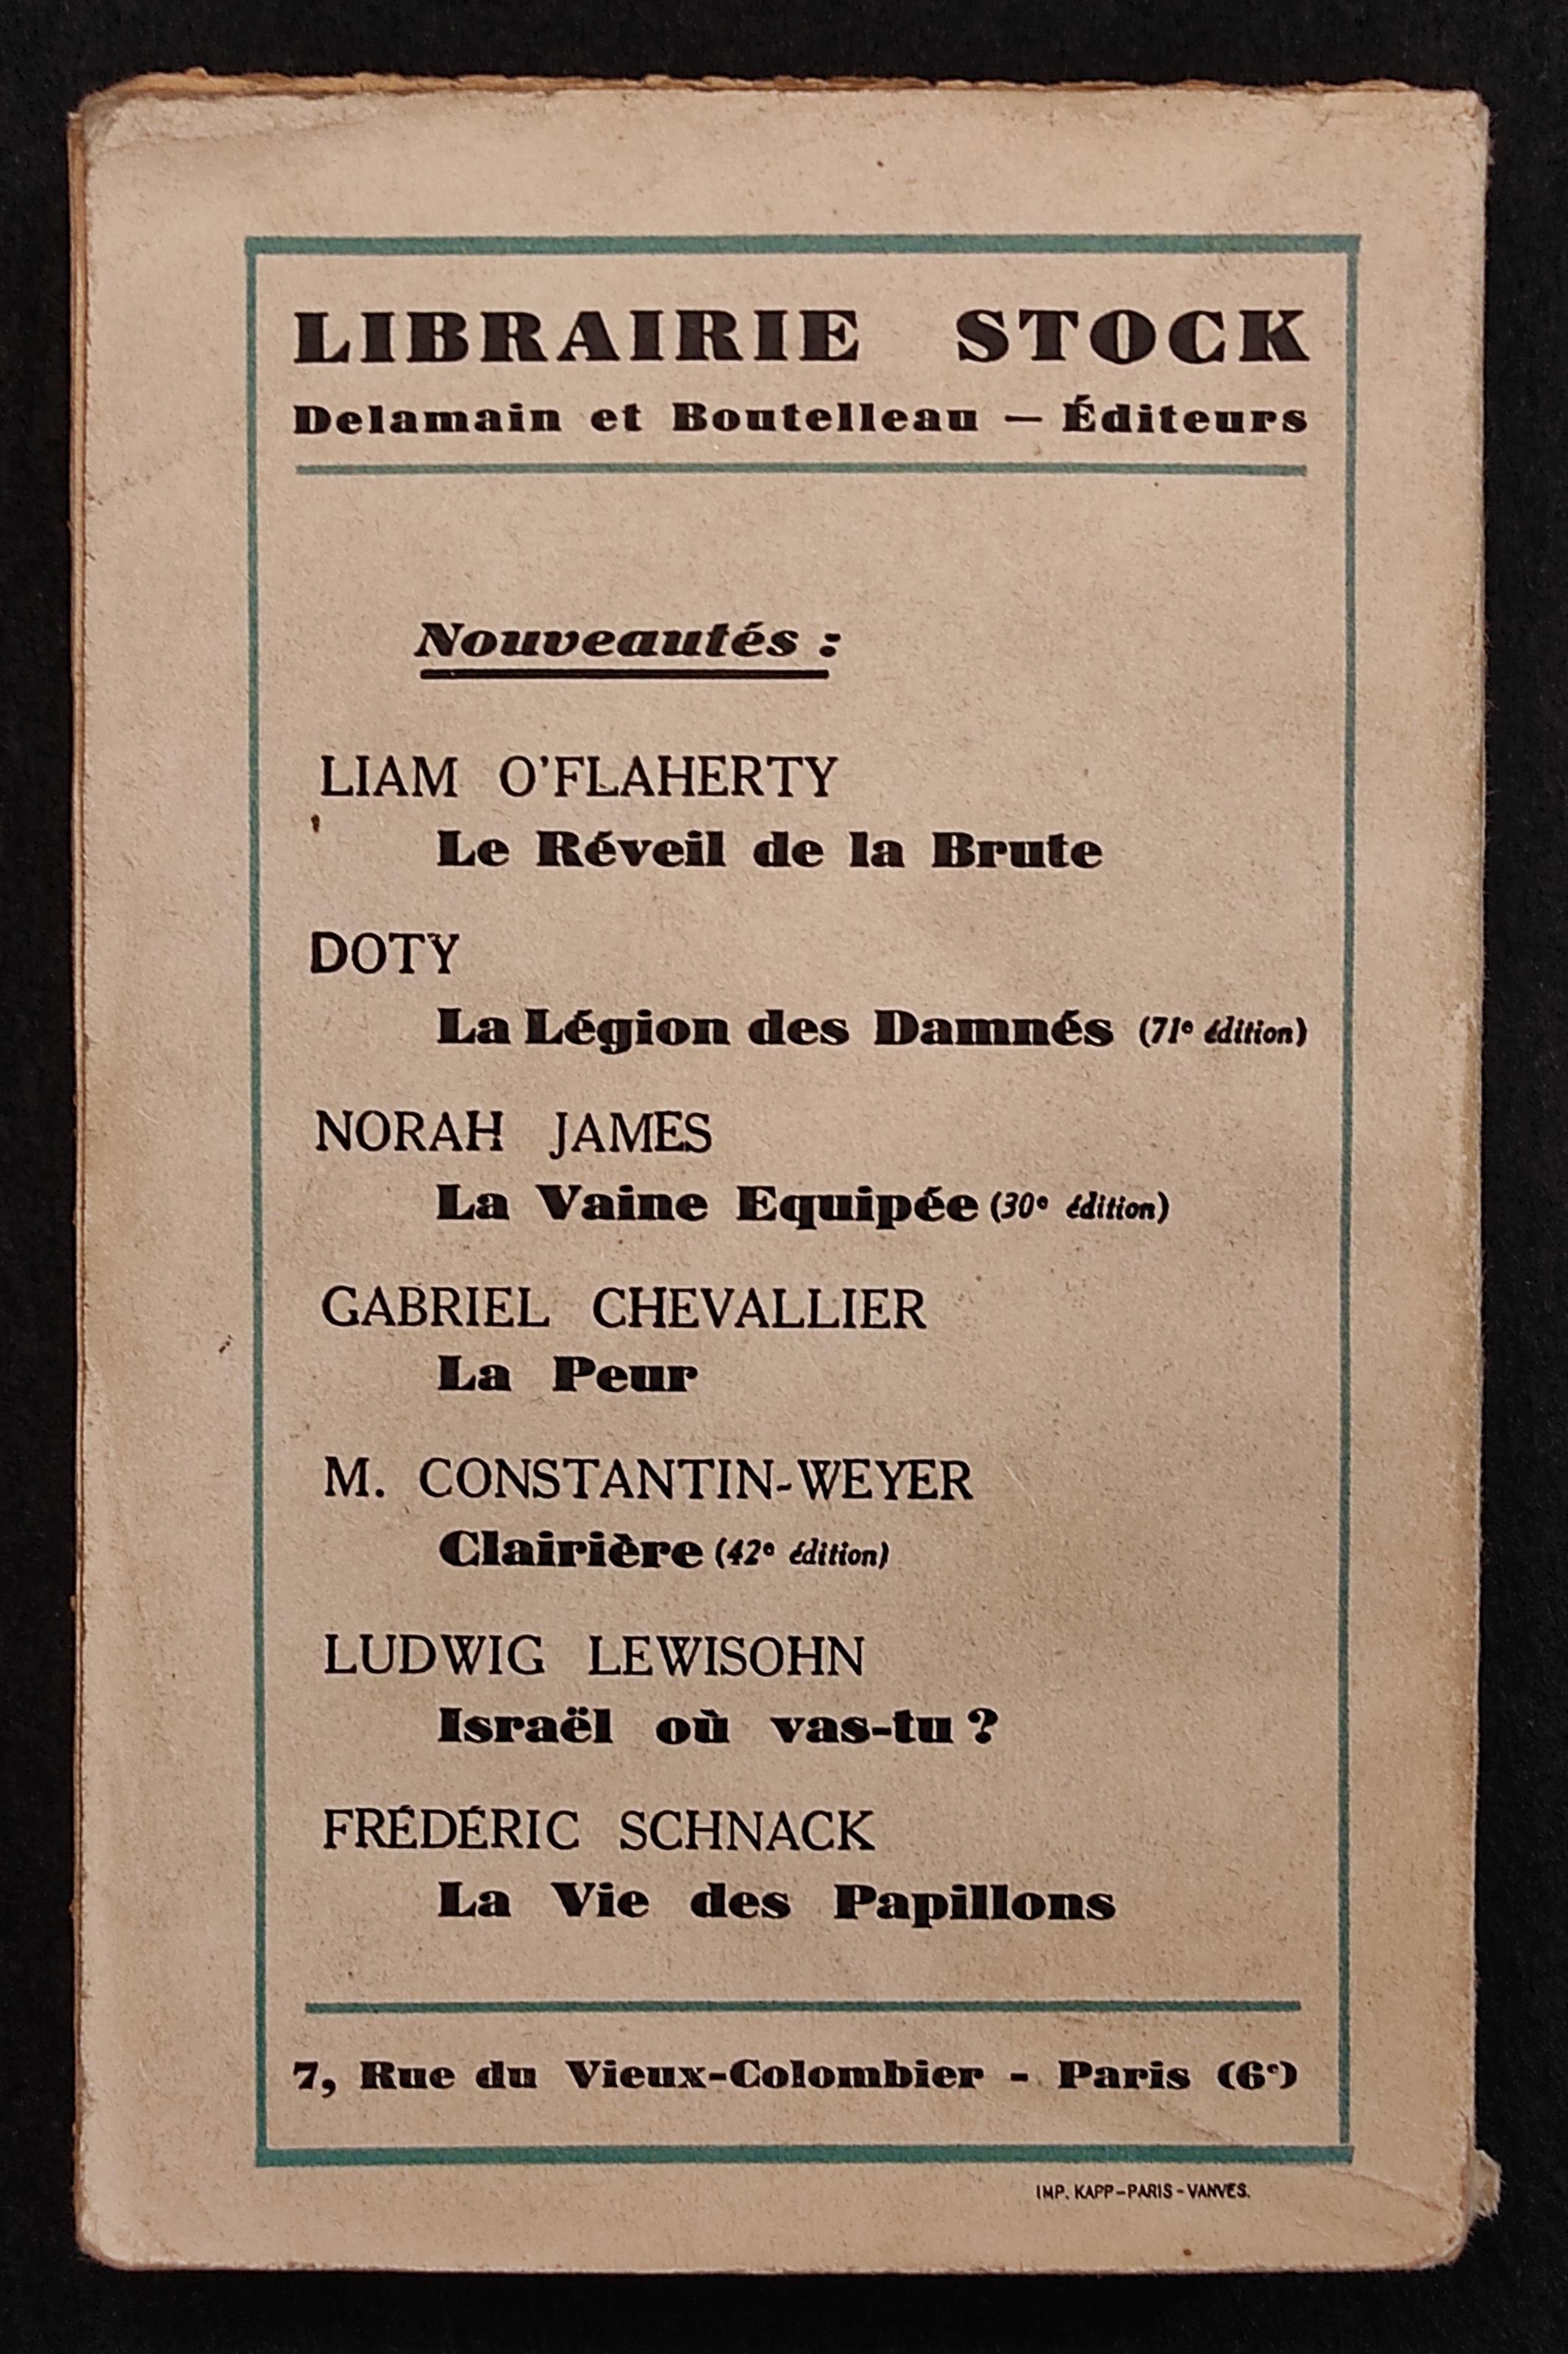 LIBRAIRIE STOCK
Delamain et Boutelleau — Éditeurs
Nouveautés :
LIAM O'FLAHERTY
Le Réveil de la Brute
DOTY
La Légion des Damnés (71e édition)
NORAH JAMES
La Vaine Equipée (30e édition)
GABRIEL CHEVALLIER
La Peur
M. CONSTANTIN-WEYER
Clairière (42e édition)
LUDWIG LEWISOHN
Israël où vas-tu ?
FRÉDÉRIC SCHNACK
La Vie des Papillons
7, Rue du Vieux-Colombier - Paris (6e)
IMP. KAPP-PARIS-VANVES.